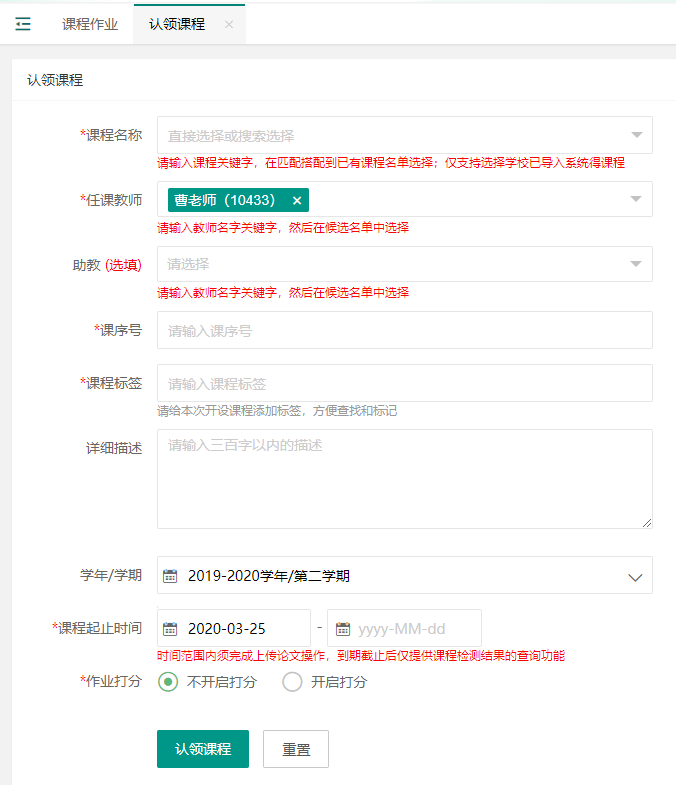 课程作业 认领课程 ×
认领课程
*课程名称 直接选择或搜索选择
请输入课程关键字，在匹配搭配到已有课程名单选择；仅支持选择学校已导入系统得课程
*任课教师 曹老师（10433） ×
请输入教师名字关键字，然后在候选名单中选择
助教 (选填) 请选择
请输入教师名字关键字，然后在候选名单中选择
*课序号 请输入课序号
*课程标签 请输入课程标签
请给本次开设课程添加标签，方便查找和标记
详细描述 请输入三百字以内的描述
学年/学期 2019-2020学年/第二学期
*课程起止时间 2020-03-25 - yyyy-MM-dd
时间范围内须完成上传论文操作，到期截止后仅提供课程检测结果的查询功能
*作业打分 不开启打分 开启打分
认领课程 重置